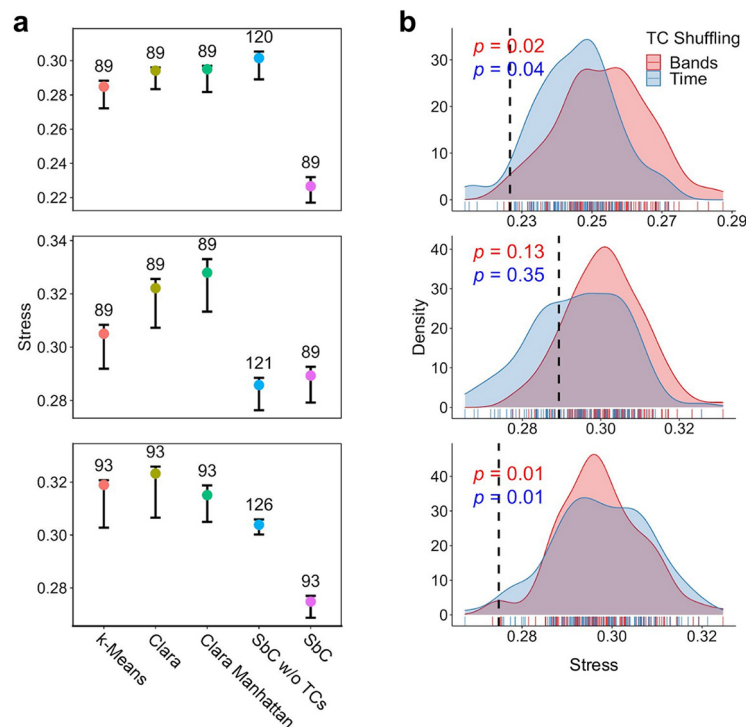 a
89
89
89
120
89
0.30
0.28
0.26
0.24
0.22
89
89
89
121
89
0.34
0.32
0.30
0.28
Stress
93
93
93
126
93
0.32
0.30
0.28
k-Means
Clara
Clara Manhattan
SbC w/o TCs
SbC
b
p = 0.02
p = 0.04
TC Shuffling
Bands
Time
30
20
10
0
0.23
0.25
0.27
0.29
p = 0.13
p = 0.35
40
30
20
10
0
Density
0.28
0.30
0.32
p = 0.01
p = 0.01
40
30
20
10
0
0.28
0.30
0.32
Stress